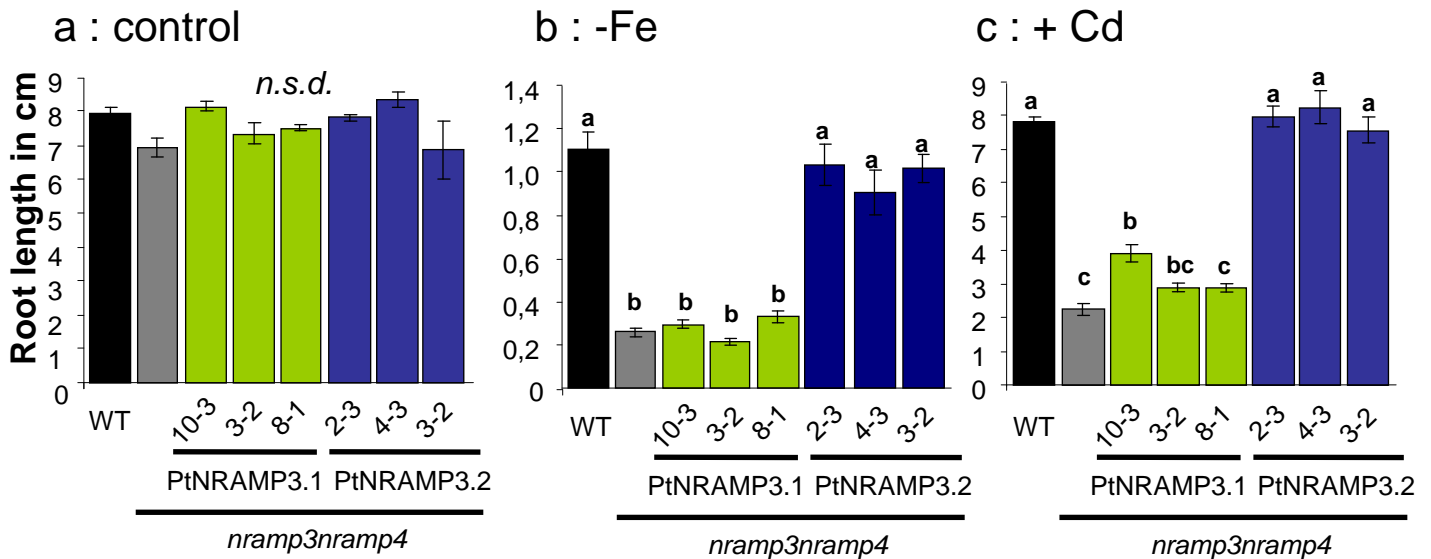 a : control
b : -Fe
c : + Cd
Root length in cm
9
8
7
6
5
4
3
2
1
0
n.s.d.
WT
10-3
3-2
8-1
2-3
4-3
3-2
PtNRAMP3.1
PtNRAMP3.2
nramp3nramp4
1,4
1,2
1,0
0,8
0,6
0,4
0,2
0
a
b
b
b
b
a
a
a
WT
10-3
3-2
8-1
2-3
4-3
3-2
PtNRAMP3.1
PtNRAMP3.2
nramp3nramp4
9
8
7
6
5
4
3
2
1
0
a
c
b
bc
c
a
a
a
WT
10-3
3-2
8-1
2-3
4-3
3-2
PtNRAMP3.1
PtNRAMP3.2
nramp3nramp4